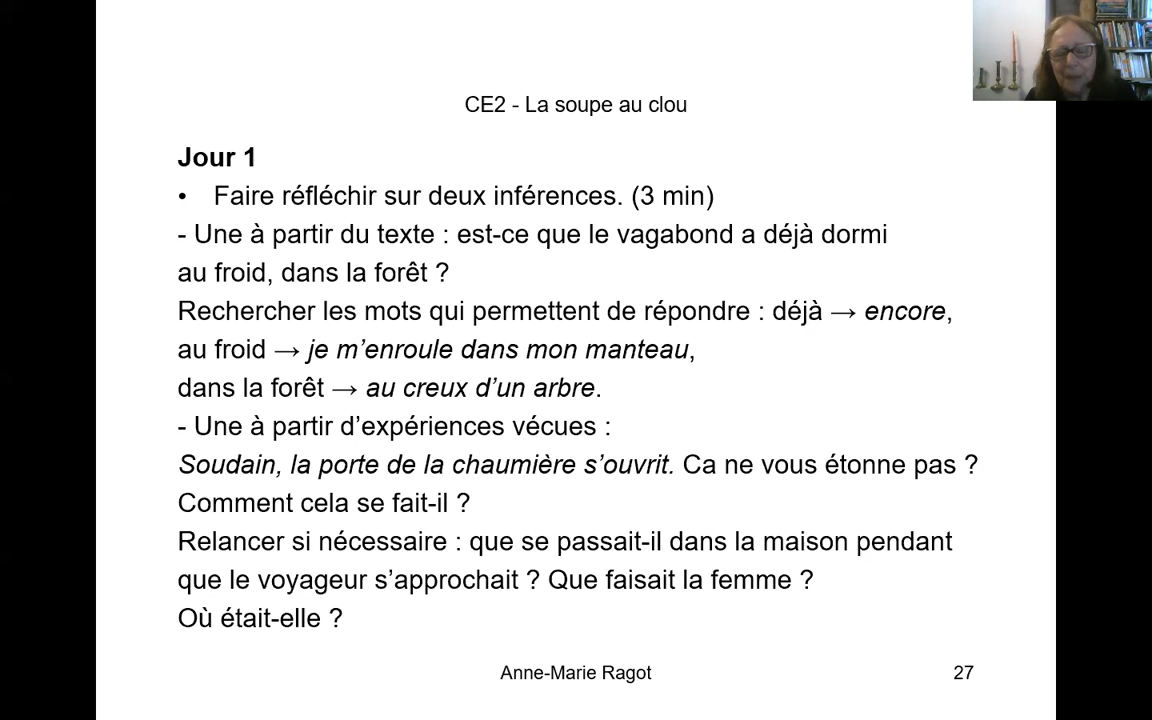 CE2 - La soupe au clou
Jour 1
• Faire réfléchir sur deux inférences. (3 min)
- Une à partir du texte : est-ce que le vagabond a déjà dormi
au froid, dans la forêt ?
Rechercher les mots qui permettent de répondre : déjà → encore,
au froid → je m’enroule dans mon manteau,
dans la forêt → au creux d’un arbre.
- Une à partir d’expériences vécues :
Soudain, la porte de la chaumière s’ouvrit. Ca ne vous étonne pas ?
Comment cela se fait-il ?
Relancer si nécessaire : que se passait-il dans la maison pendant
que le voyageur s’approchait ? Que faisait la femme ?
Où était-elle ?
Anne-Marie Ragot
27